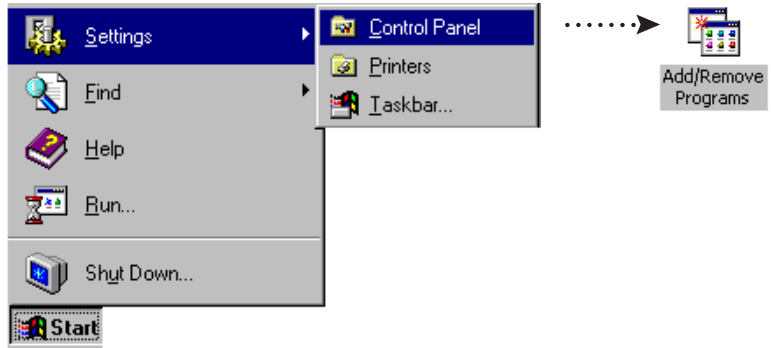 Settings
Control Panel
Printers
Taskbar...
Find
Help
Run...
Shut Down...
Start
Add/Remove
Programs